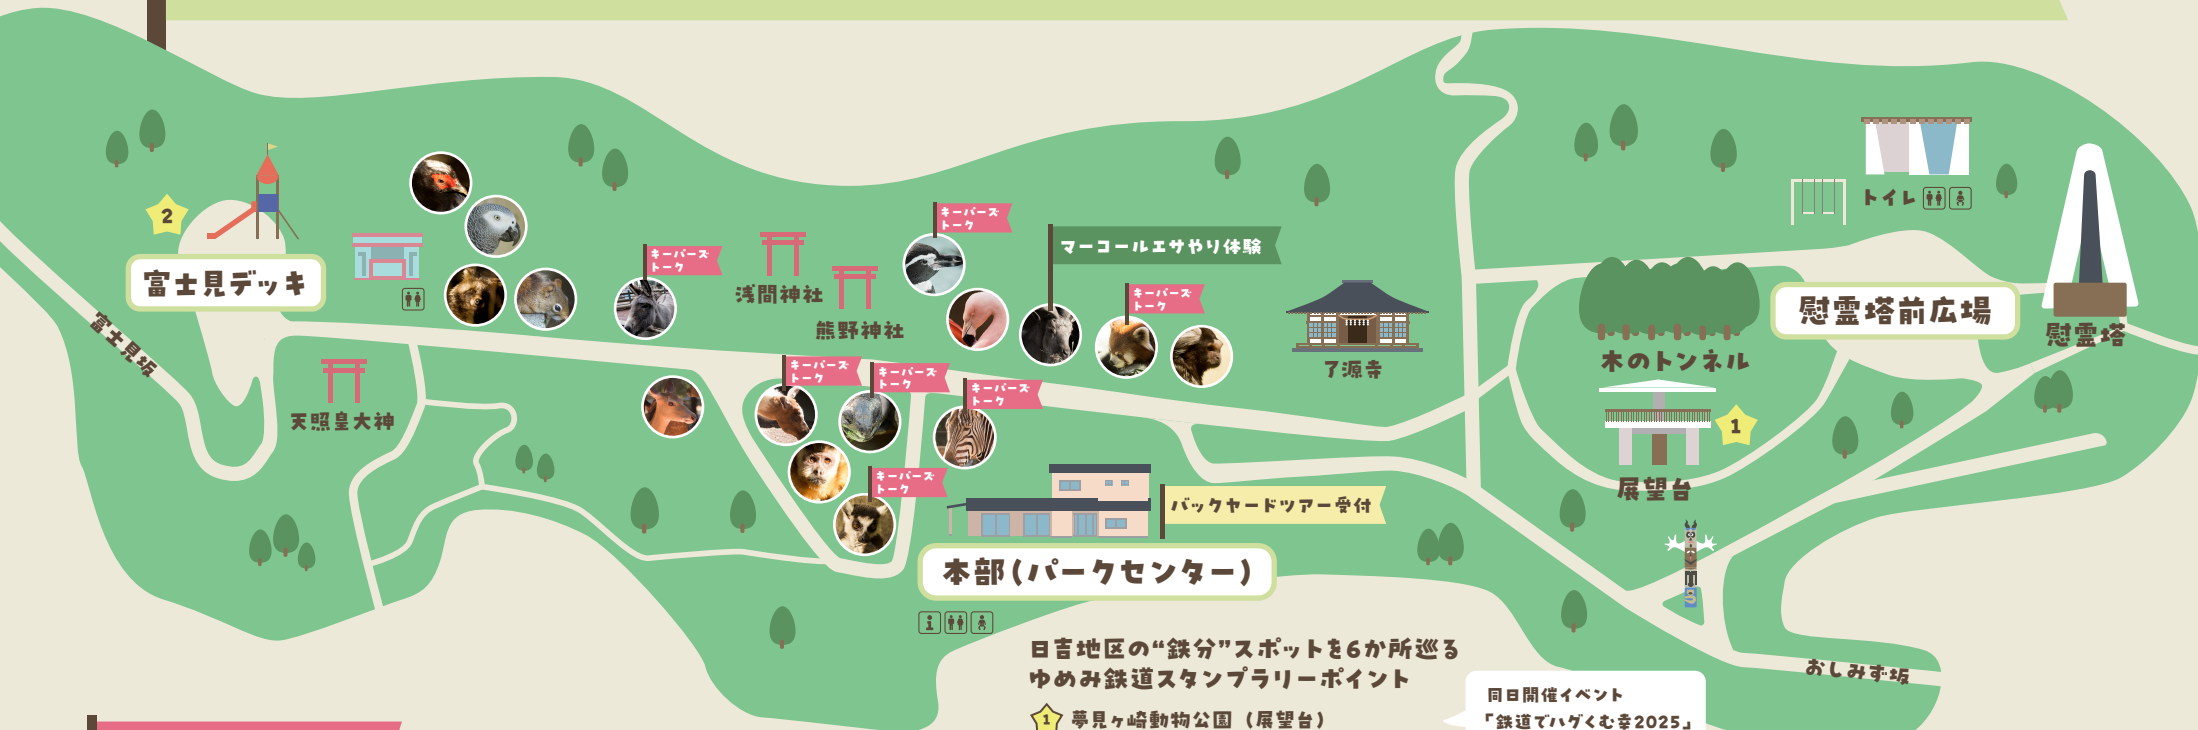 2
富士見デッキ
富士見坂
天照皇大神
キーパーズ
トーク
浅間神社
熊野神社
キーパーズ
トーク
マーコールエサやり体験
キーパーズ
トーク
了源寺
キーパーズ
トーク
キーパーズ
トーク
キーパーズ
トーク
キーパーズ
トーク
バックヤードツアー受付
本部(パークセンター)
i
トイレ
慰霊塔前広場
慰霊塔
木のトンネル
1
展望台
おしみず坂
日吉地区の“鉄分”スポットを6か所巡る
ゆめみ鉄道スタンプラリーポイント
1 夢見ヶ崎動物公園（展望台）
同日開催イベント
「鉄道でハグくむ幸2025」